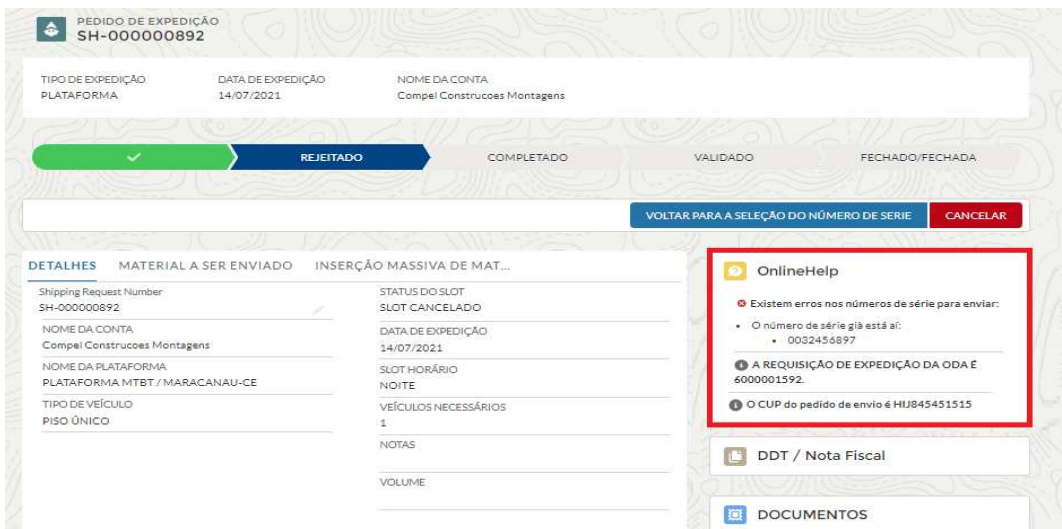 PEDIDO DE EXPEDIÇÃO
SH-000000892
TIPO DE EXPEDIÇÃO
PLATAFORMA
DATA DE EXPEDIÇÃO
14/07/2021
NOME DA CONTA
Compel Construcoes Montagens
REJEITADO
COMPLETADO
VALIDADO
FECHADO/FECHADA
VOLTAR PARA A SELEÇÃO DO NÚMERO DE SERIE
CANCELAR
DETALHES
MATERIAL A SER ENVIADO
INSERÇÃO MASSIVA DE MAT...
Shipping Request Number
SH-000000892
NOME DA CONTA
Compel Construcoes Montagens
NOME DA PLATAFORMA
PLATAFORMA MTBT / MARACANAU-CE
TIPO DE VEÍCULO
PISO ÚNICO
STATUS DO SLOT
SLOT CANCELADO
DATA DE EXPEDIÇÃO
14/07/2021
SLOT HORÁRIO
NOITE
VEÍCULOS NECESSÁRIOS
1
NOTAS
VOLUME
OnlineHelp
Existem erros nos números de série para enviar:
• O número de série già está aí:
• 0032456897
A REQUISIÇÃO DE EXPEDIÇÃO DA ODA É
6000001592.
O CUP do pedido de envio é HIJ845451515
DDT / Nota Fiscal
DOCUMENTOS